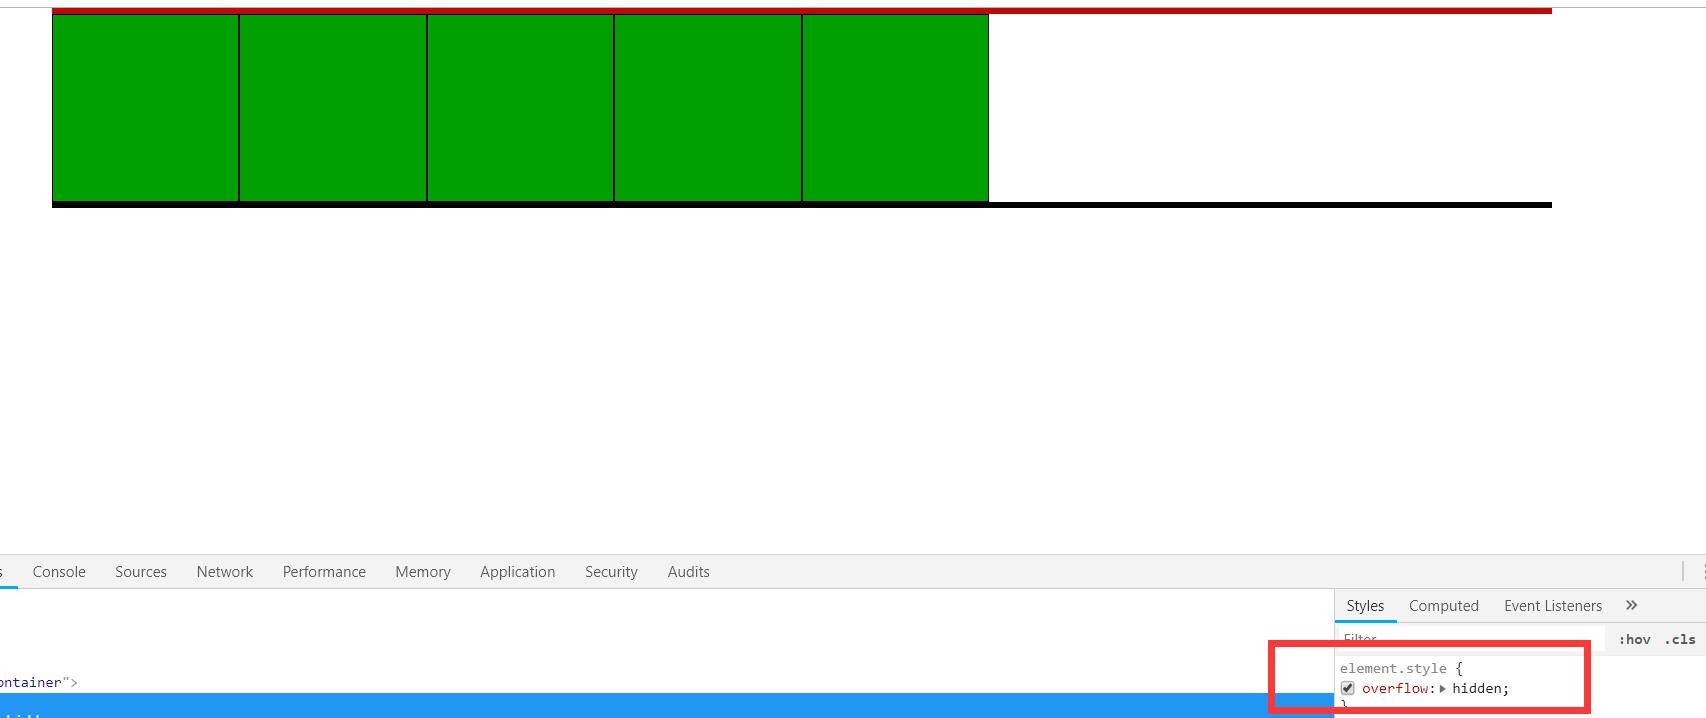 Console Sources Network Performance Memory Application Security Audits
Styles Computed Event Listeners »
Filter :hov .cls
element.style {
overflow: hidden;
}
ontainer">